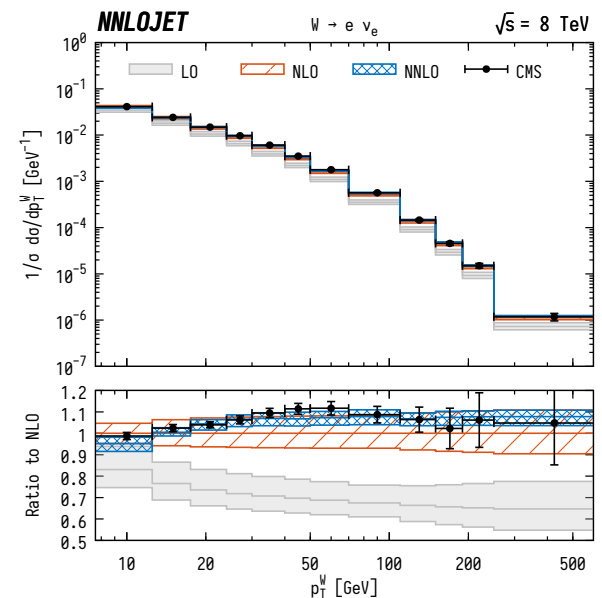 NNLOJET W → e νₑ √s = 8 TeV
LO NLO NNLO CMS
1/σ dσ/dp_T^W [GeV⁻¹]
10⁰
10⁻¹
10⁻²
10⁻³
10⁻⁴
10⁻⁵
10⁻⁶
10⁻⁷
Ratio to NLO
1.2
1.1
1
0.9
0.8
0.7
0.6
0.5
10 20 50 100 200 500
p_T^W [GeV]